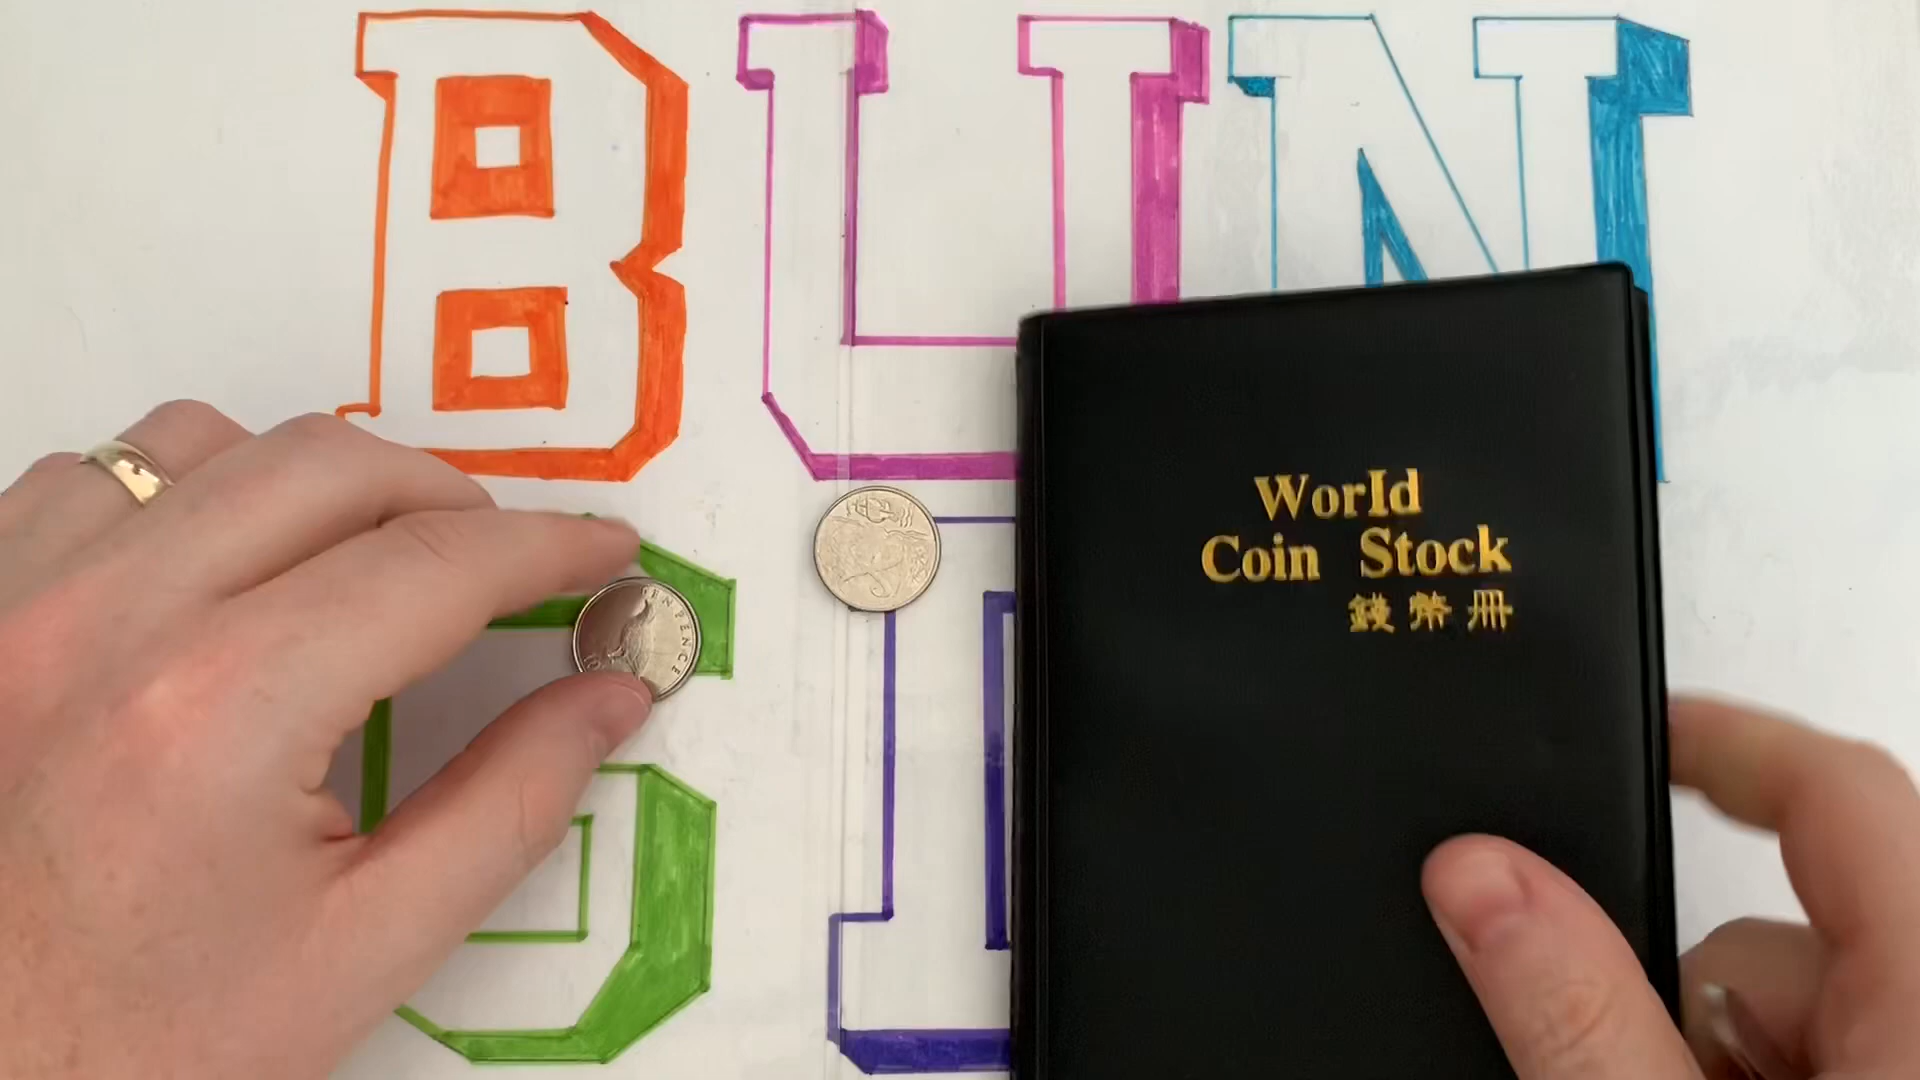 BUN
World
Coin Stock
錢幣冊
TEN PENCE